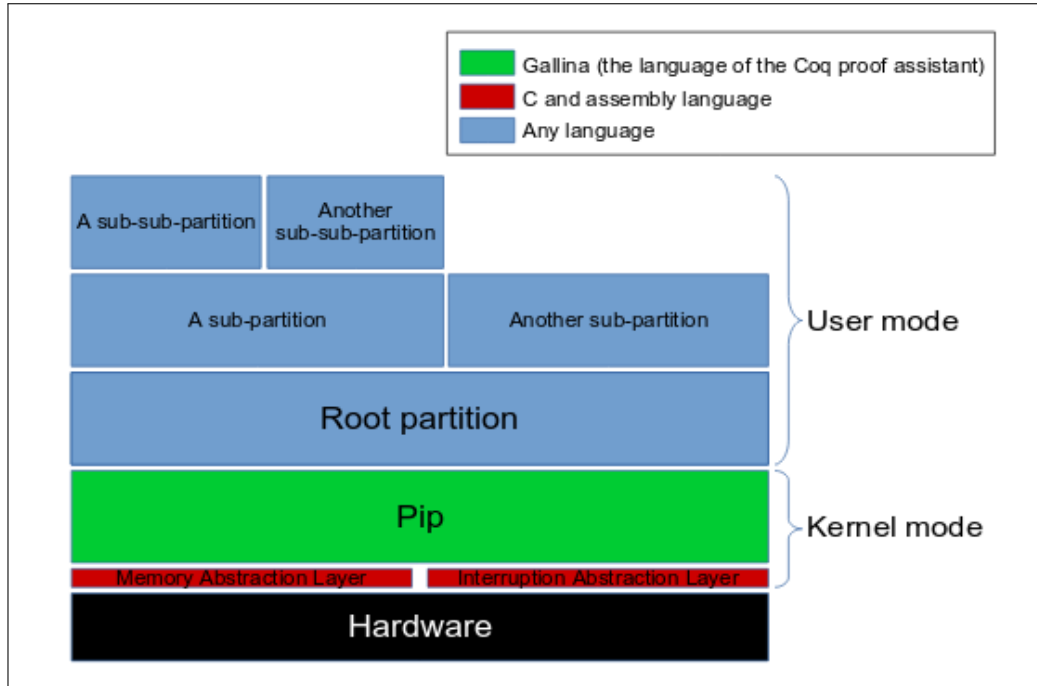 Gallina (the language of the Coq proof assistant)
C and assembly language
Any language
A sub-sub-partition
Another
sub-sub-partition
A sub-partition
Another sub-partition
User mode
Root partition
Pip
Kernel mode
Memory Abstraction Layer
Interruption Abstraction Layer
Hardware